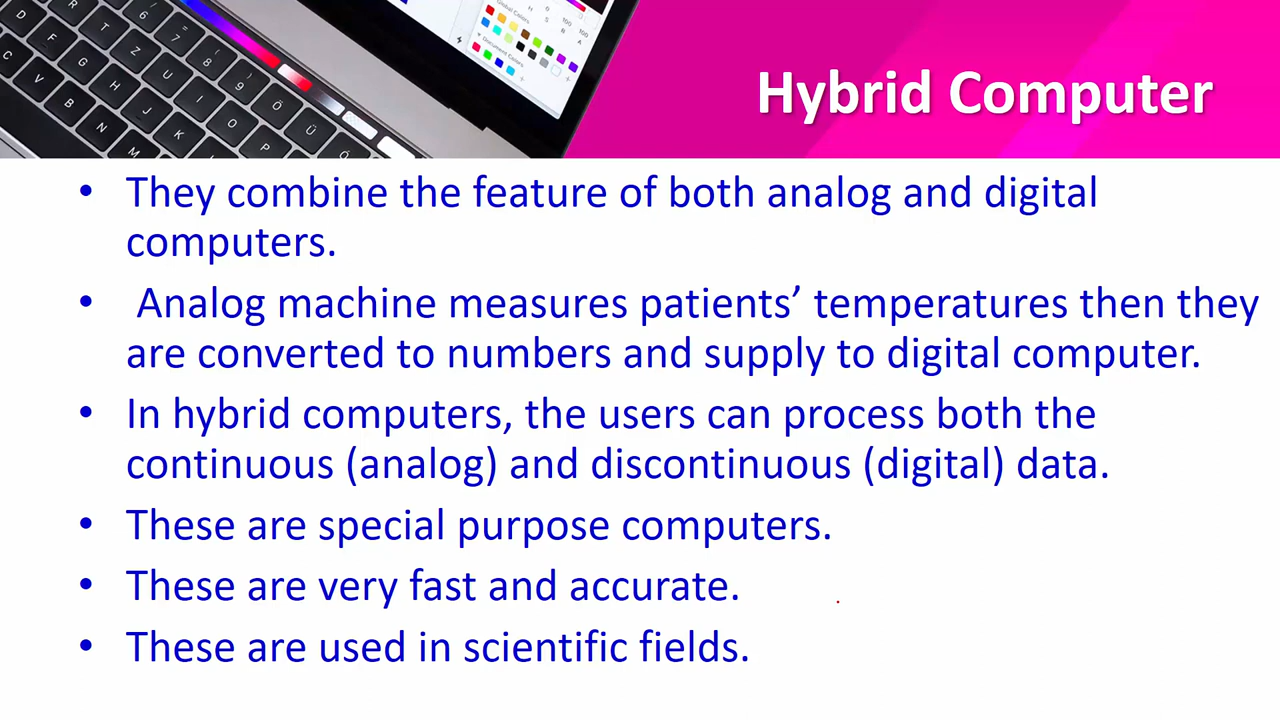 Hybrid Computer
• They combine the feature of both analog and digital
computers.
• Analog machine measures patients’ temperatures then they
are converted to numbers and supply to digital computer.
• In hybrid computers, the users can process both the
continuous (analog) and discontinuous (digital) data.
• These are special purpose computers.
• These are very fast and accurate.
• These are used in scientific fields.